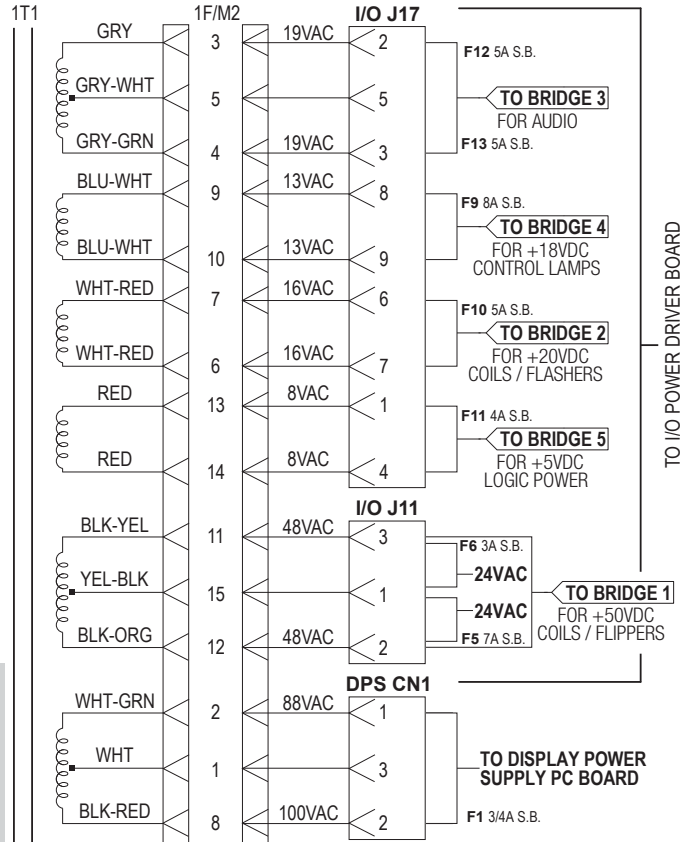 1T1 1F/M2 I/O J17
GRY 3 19VAC 2
F12 5A S.B.
GRY-WHT 5 5
TO BRIDGE 3
FOR AUDIO
GRY-GRN 4 19VAC 3
F13 5A S.B.
BLU-WHT 9 13VAC 8
F9 8A S.B.
TO BRIDGE 4
FOR +18VDC
CONTROL LAMPS
BLU-WHT 10 13VAC 9
WHT-RED 7 16VAC 6
F10 5A S.B.
TO BRIDGE 2
FOR +20VDC
COILS / FLASHERS
WHT-RED 6 16VAC 7
RED 13 8VAC 1
F11 4A S.B.
TO BRIDGE 5
FOR +5VDC
LOGIC POWER
RED 14 8VAC 4
TO I/O POWER DRIVER BOARD
I/O J11
BLK-YEL 11 48VAC 3
F6 3A S.B.
24VAC
YEL-BLK 15 1
TO BRIDGE 1
FOR +50VDC
COILS / FLIPPERS
24VAC
F5 7A S.B.
BLK-ORG 12 48VAC 2
DPS CN1
WHT-GRN 2 88VAC 1
WHT 1 3
TO DISPLAY POWER
SUPPLY PC BOARD
BLK-RED 8 100VAC 2
F1 3/4A S.B.